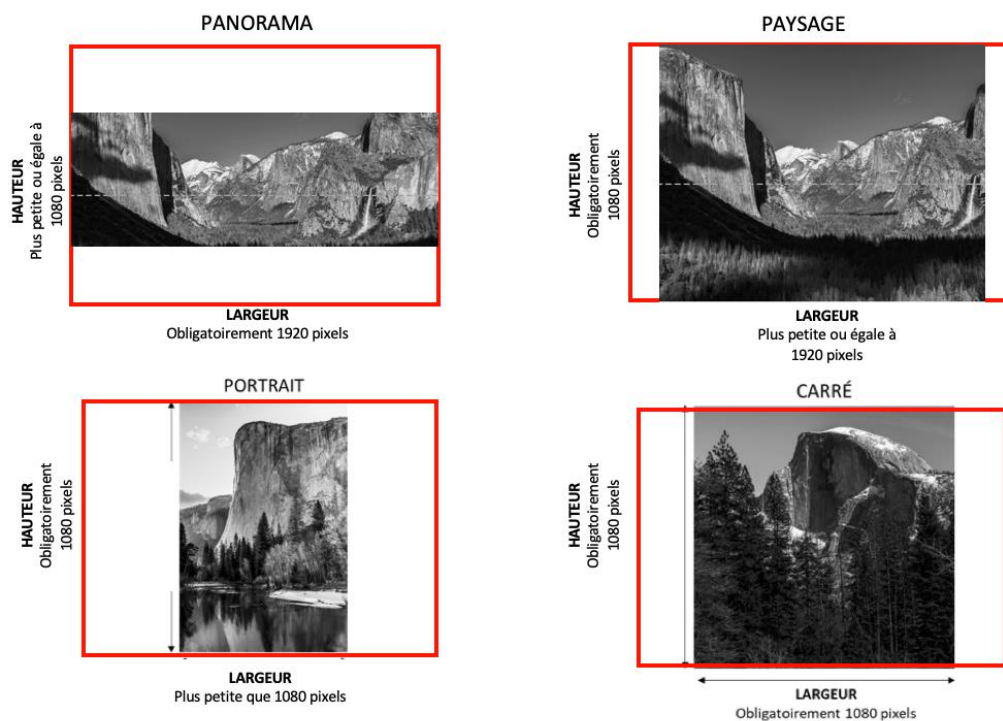 PANORAMA
HAUTEUR
Plus petite ou égale à
1080 pixels
LARGEUR
Obligatoirement 1920 pixels
PAYSAGE
HAUTEUR
Obligatoirement
1080 pixels
LARGEUR
Plus petite ou égale à
1920 pixels
PORTRAIT
HAUTEUR
Obligatoirement
1080 pixels
LARGEUR
Plus petite que 1080 pixels
CARRÉ
HAUTEUR
Obligatoirement
1080 pixels
LARGEUR
Obligatoirement 1080 pixels